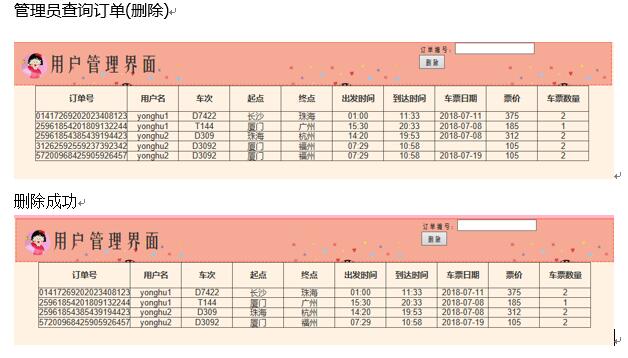 管理员查询订单(删除)
订单编号:
用户管理界面
删除
订单号 用户名 车次 起点 终点 出发时间 到达时间 车票日期 票价 车票数量
01417269202023408123 yonghu1 D7422 长沙 珠海 01:00 11:33 2018-07-11 375 2
25961854201809132244 yonghu1 T144 厦门 广州 15:30 20:33 2018-07-08 185 1
25961854385439194423 yonghu2 D309 珠海 杭州 14:20 19:53 2018-07-08 312 2
31262592559237392342 yonghu2 D3092 厦门 福州 07:29 10:58 105 2
57200968425905926457 yonghu2 D3092 厦门 福州 07:29 10:58 2018-07-19 105 2
删除成功
订单编号:
用户管理界面
删除
订单号 用户名 车次 起点 终点 出发时间 到达时间 车票日期 票价 车票数量
01417269202023408123 yonghu1 D7422 长沙 珠海 01:00 11:33 2018-07-11 375 2
25961854201809132244 yonghu1 T144 厦门 广州 15:30 20:33 2018-07-08 185 1
25961854385439194423 yonghu2 D309 珠海 杭州 14:20 19:53 2018-07-08 312 2
57200968425905926457 yonghu2 D3092 厦门 福州 07:29 10:58 2018-07-19 105 2